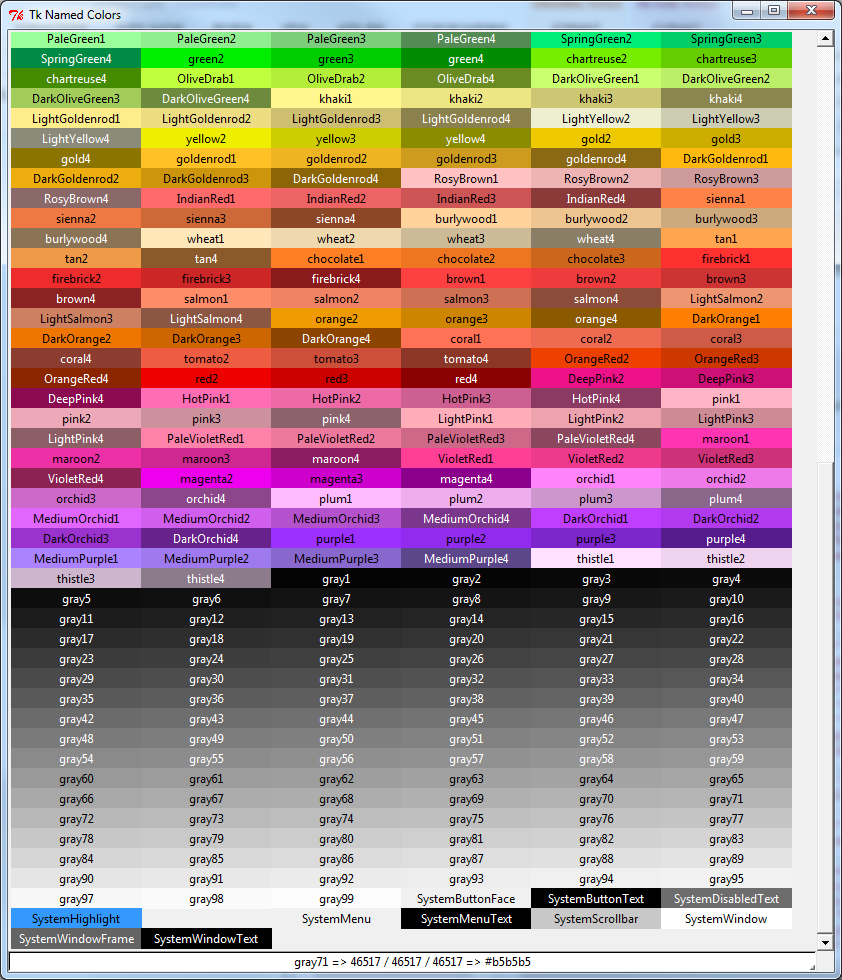 Tk Named Colors
PaleGreen1 PaleGreen2 PaleGreen3 PaleGreen4 SpringGreen2 SpringGreen3
SpringGreen4 green2 green3 green4 chartreuse2 chartreuse3
chartreuse4 OliveDrab1 OliveDrab2 OliveDrab4 DarkOliveGreen1 DarkOliveGreen2
DarkOliveGreen3 DarkOliveGreen4 khaki1 khaki2 khaki3 khaki4
LightGoldenrod1 LightGoldenrod2 LightGoldenrod3 LightGoldenrod4 LightYellow2 LightYellow3
LightYellow4 yellow2 yellow3 yellow4 gold2 gold3
gold4 goldenrod1 goldenrod2 goldenrod3 goldenrod4 DarkGoldenrod1
DarkGoldenrod2 DarkGoldenrod3 DarkGoldenrod4 RosyBrown1 RosyBrown2 RosyBrown3
RosyBrown4 IndianRed1 IndianRed2 IndianRed3 IndianRed4 sienna1
sienna2 sienna3 sienna4 burlywood1 burlywood2 burlywood3
burlywood4 wheat1 wheat2 wheat3 wheat4 tan1
tan2 tan4 chocolate1 chocolate2 chocolate3 firebrick1
firebrick2 firebrick3 firebrick4 brown1 brown2 brown3
brown4 salmon1 salmon2 salmon3 salmon4 LightSalmon2
LightSalmon3 LightSalmon4 orange2 orange3 orange4 DarkOrange1
DarkOrange2 DarkOrange3 DarkOrange4 coral1 coral2 coral3
coral4 tomato2 tomato3 tomato4 OrangeRed2 OrangeRed3
OrangeRed4 red2 red3 red4 DeepPink2 DeepPink3
DeepPink4 HotPink1 HotPink2 HotPink3 HotPink4 pink1
pink2 pink3 pink4 LightPink1 LightPink2 LightPink3
LightPink4 PaleVioletRed1 PaleVioletRed2 PaleVioletRed3 PaleVioletRed4 maroon1
maroon2 maroon3 maroon4 VioletRed1 VioletRed2 VioletRed3
VioletRed4 magenta2 magenta3 magenta4 orchid1 orchid2
orchid3 orchid4 plum1 plum2 plum3 plum4
MediumOrchid1 MediumOrchid2 MediumOrchid3 MediumOrchid4 DarkOrchid1 DarkOrchid2
DarkOrchid3 DarkOrchid4 purple1 purple2 purple3 purple4
MediumPurple1 MediumPurple2 MediumPurple3 MediumPurple4 thistle1 thistle2
thistle3 thistle4 gray1 gray2 gray3 gray4
gray5 gray6 gray7 gray8 gray9 gray10
gray11 gray12 gray13 gray14 gray15 gray16
gray17 gray18 gray19 gray20 gray21 gray22
gray23 gray24 gray25 gray26 gray27 gray28
gray29 gray30 gray31 gray32 gray33 gray34
gray35 gray36 gray37 gray38 gray39 gray40
gray42 gray43 gray44 gray45 gray46 gray47
gray48 gray49 gray50 gray51 gray52 gray53
gray54 gray55 gray56 gray57 gray58 gray59
gray60 gray61 gray62 gray63 gray64 gray65
gray66 gray67 gray68 gray69 gray70 gray71
gray72 gray73 gray74 gray75 gray76 gray77
gray78 gray79 gray80 gray81 gray82 gray83
gray84 gray85 gray86 gray87 gray88 gray89
gray90 gray91 gray92 gray93 gray94 gray95
gray97 gray98 gray99 SystemButtonFace SystemButtonText SystemDisabledText
SystemHighlight SystemMenu SystemMenuText SystemScrollbar SystemWindow
SystemWindowFrame SystemWindowText
gray71 => 46517 / 46517 / 46517 => #b5b5b5